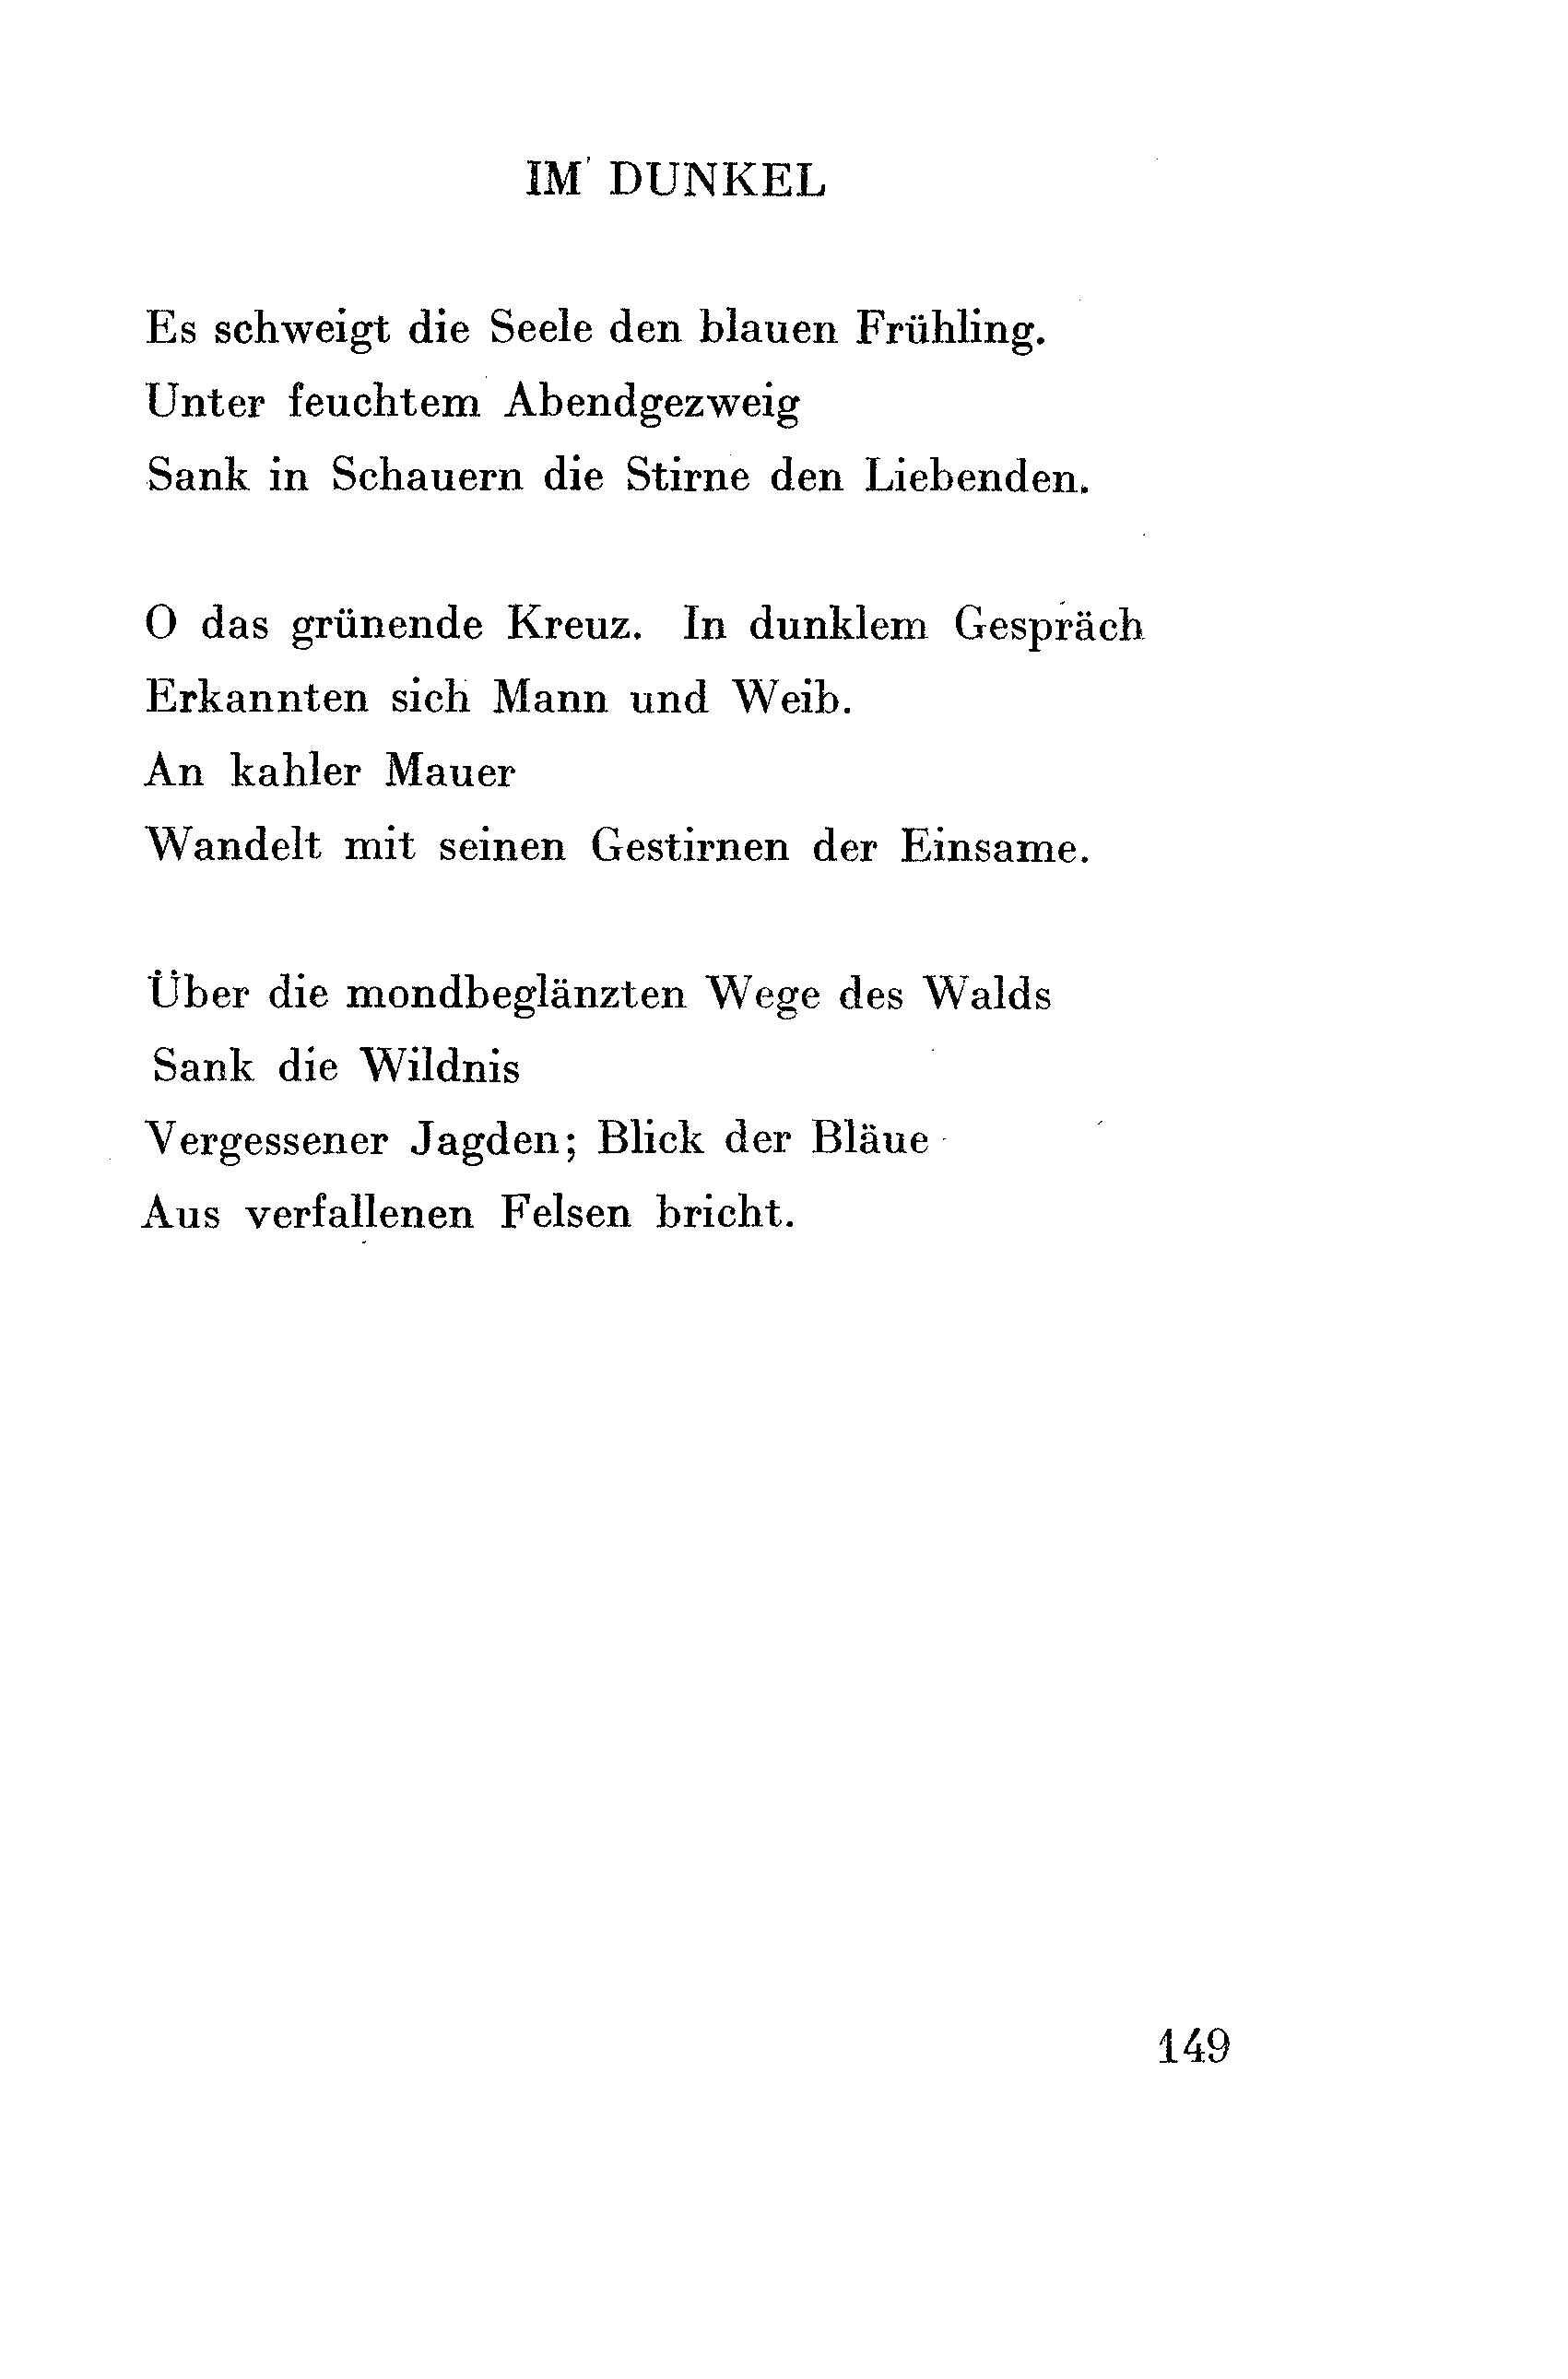 IM DUNKEL
Es schweigt die Seele den blauen Frühling.
Unter feuchtem Abendgezweig
Sank in Schauern die Stirne den Liebenden.
O das grünende Kreuz. In dunklem Gespräch
Erkannten sich Mann und Weib.
An kahler Mauer
Wandelt mit seinen Gestirnen der Einsame.
Über die mondbeglänzten Wege des Walds
Sank die Wildnis
Vergessener Jagden; Blick der Bläue
Aus verfallenen Felsen bricht.
149